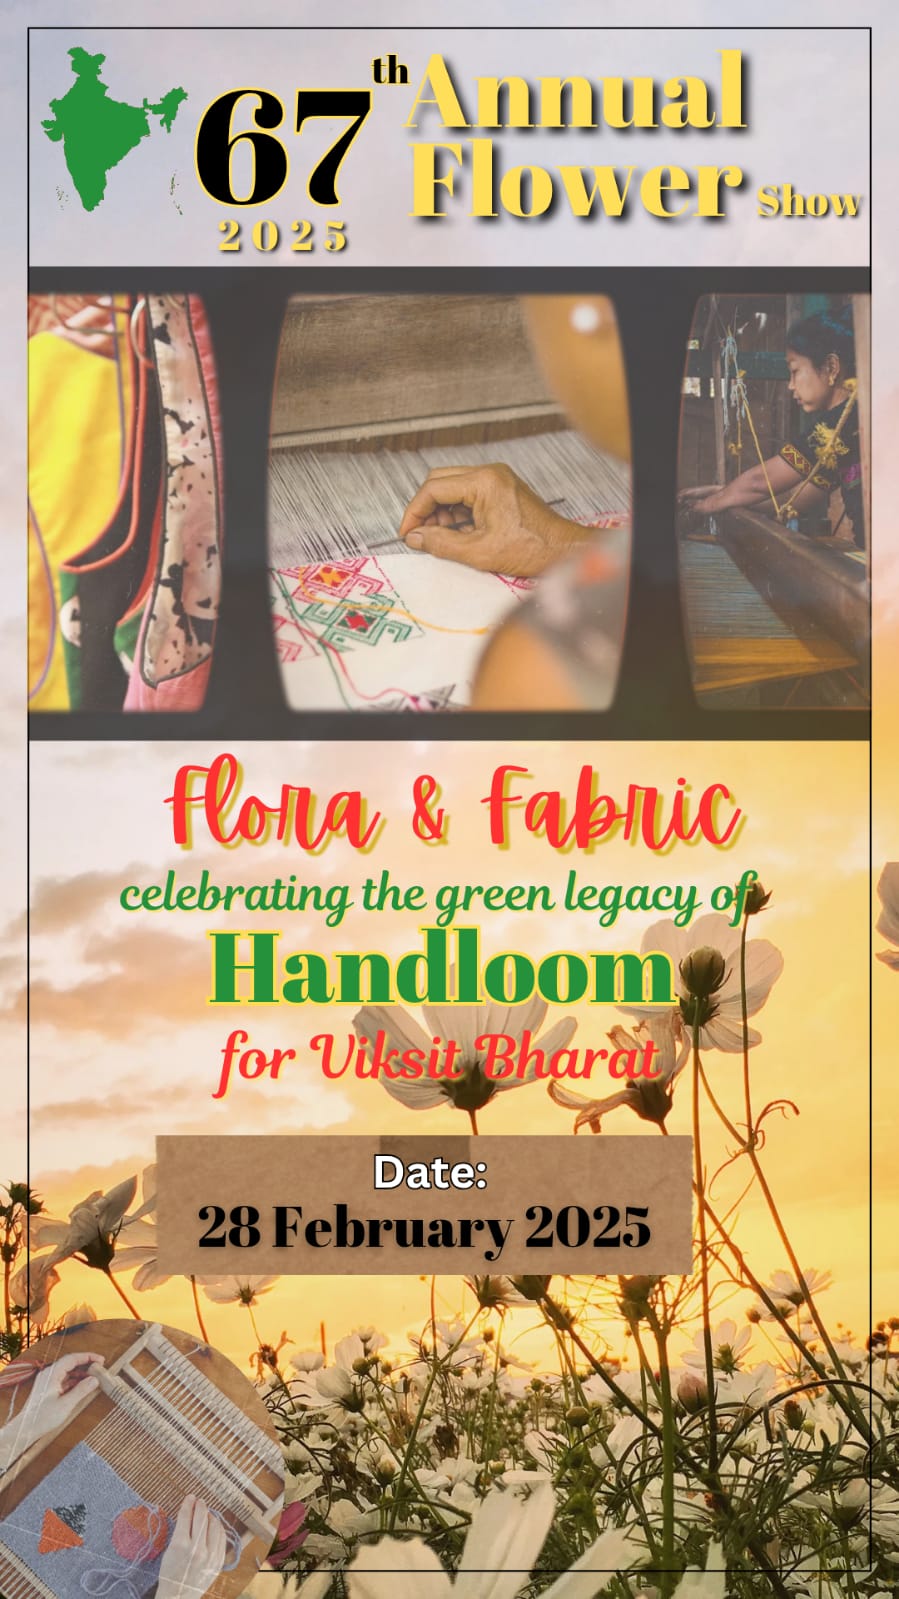 67th Annual
Flower Show
2025
Flora & Fabric
celebrating the green legacy of
Handloom
for Viksit Bharat
Date:
28 February 2025